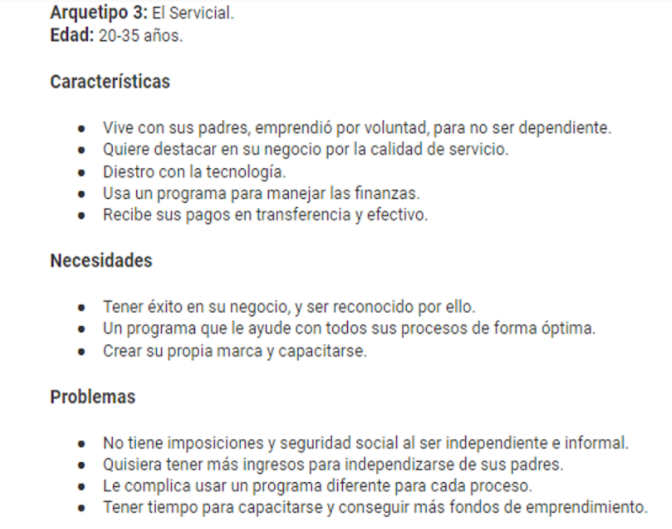 Arquetipo 3: El Servicial.
Edad: 20-35 años.
Características
• Vive con sus padres, emprendió por voluntad, para no ser dependiente.
• Quiere destacar en su negocio por la calidad de servicio.
• Diestro con la tecnología.
• Usa un programa para manejar las finanzas.
• Recibe sus pagos en transferencia y efectivo.
Necesidades
• Tener éxito en su negocio, y ser reconocido por ello.
• Un programa que le ayude con todos sus procesos de forma óptima.
• Crear su propia marca y capacitarse.
Problemas
• No tiene imposiciones y seguridad social al ser independiente e informal.
• Quisiera tener más ingresos para independizarse de sus padres.
• Le complica usar un programa diferente para cada proceso.
• Tener tiempo para capacitarse y conseguir más fondos de emprendimiento.